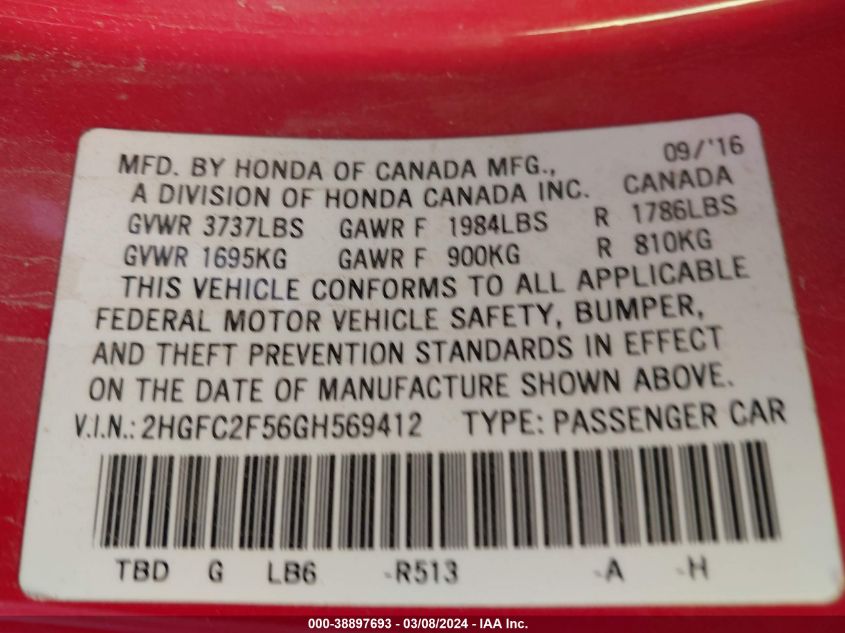 09/'16
MFD. BY HONDA OF CANADA MFG.,
A DIVISION OF HONDA CANADA INC. CANADA
GVWR 3737LBS GAWR F 1984LBS R 1786LBS
GVWR 1695KG GAWR F 900KG R 810KG
THIS VEHICLE CONFORMS TO ALL APPLICABLE
FEDERAL MOTOR VEHICLE SAFETY, BUMPER,
AND THEFT PREVENTION STANDARDS IN EFFECT
ON THE DATE OF MANUFACTURE SHOWN ABOVE.
V.I.N.: 2HGFC2F56GH569412 TYPE: PASSENGER CAR
TBD G LB6 -R513 -A -H
000-38897693 - 03/08/2024 - IAA Inc.